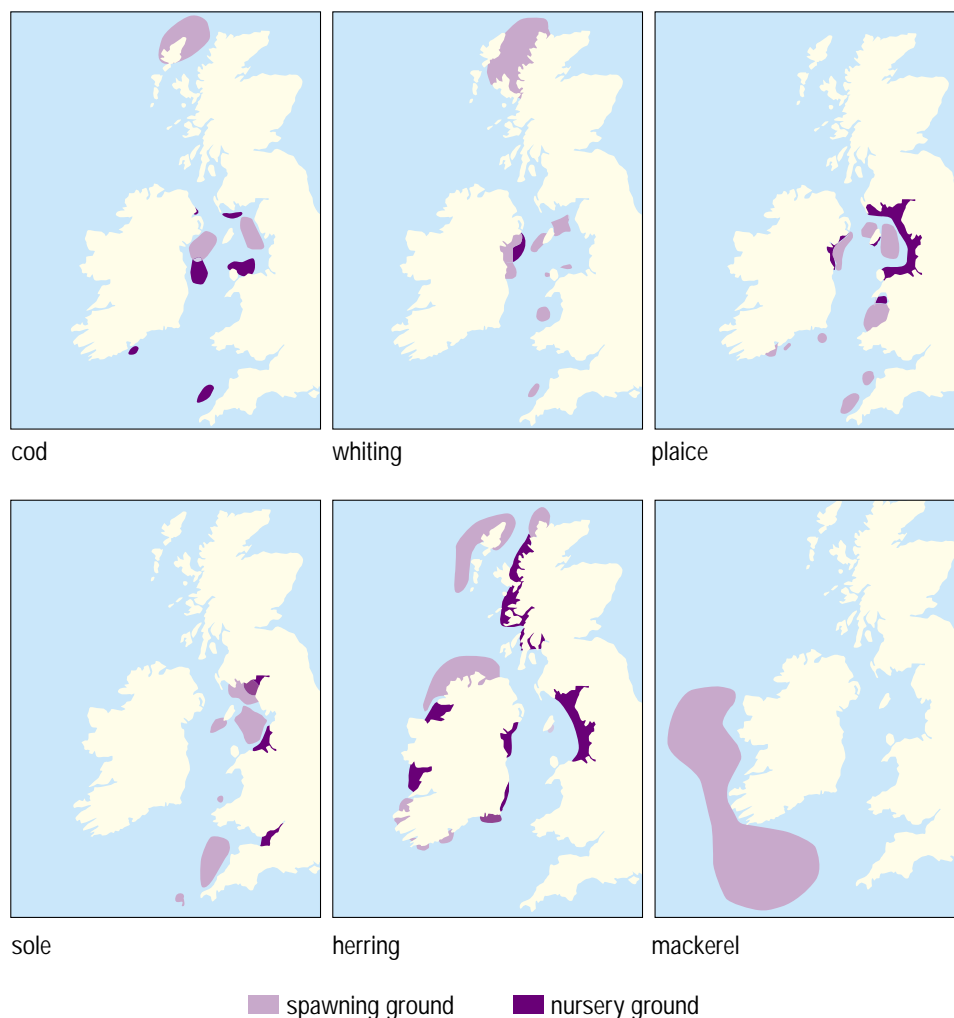 cod
whiting
plaice
sole
herring
mackerel
spawning ground
nursery ground